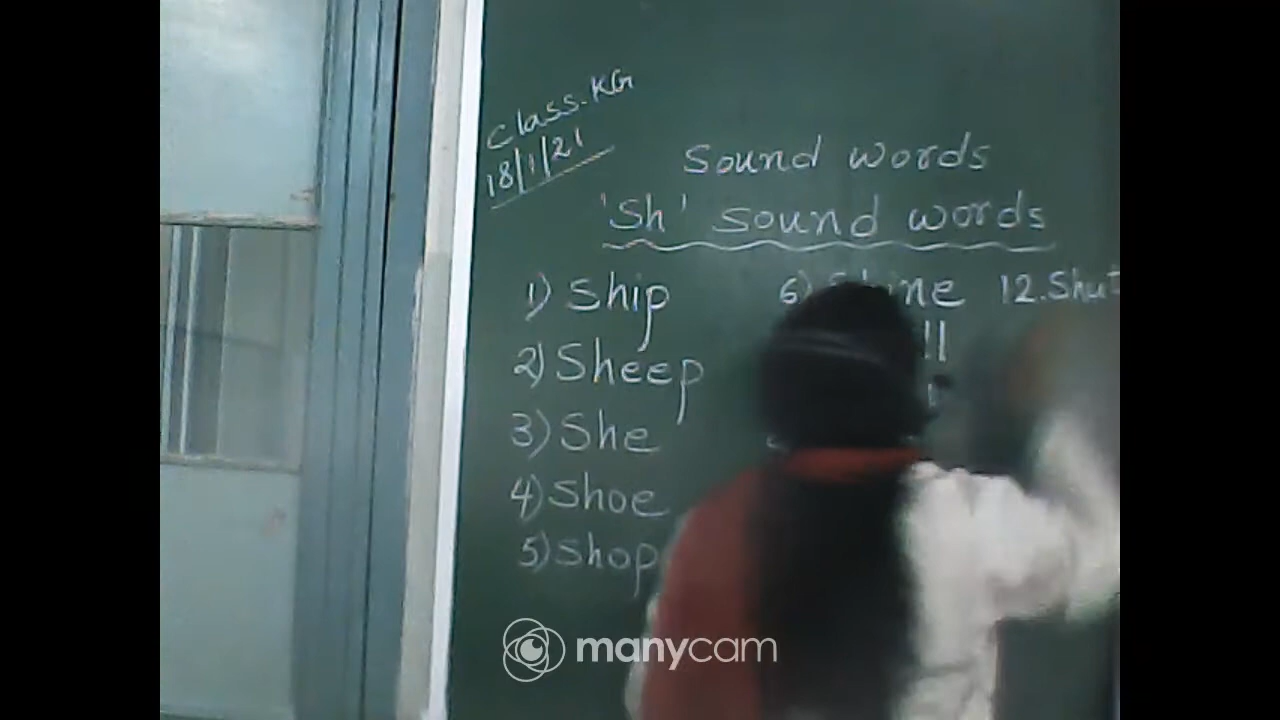 Class.KG
18/1/21
Sound words
'Sh' sound words
1) Ship
2) Sheep
3) She
4) Shoe
5) Shop
6)
12. Shut
manycam